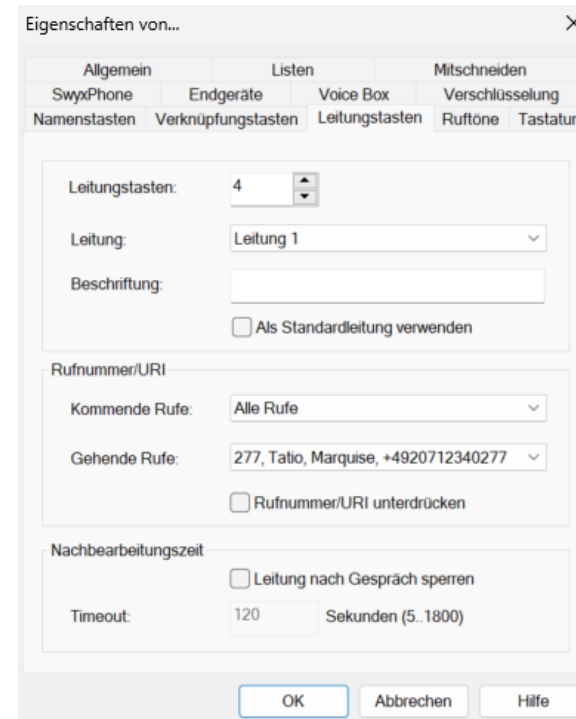 Eigenschaften von...
Allgemein Listen Mitschneiden
SwyxPhone Endgeräte Voice Box Verschlüsselung
Namenstasten Verknüpfungstasten Leitungstasten Ruftöne Tastatur
Leitungstasten: 4
Leitung: Leitung 1
Beschriftung:
Als Standardleitung verwenden
Rufnummer/URI
Kommende Rufe: Alle Rufe
Gehende Rufe: 277, Tatio, Marquise, +4920712340277
Rufnummer/URI unterdrücken
Nachbearbeitungszeit
Leitung nach Gespräch sperren
Timeout: 120 Sekunden (5..1800)
OK Abbrechen Hilfe